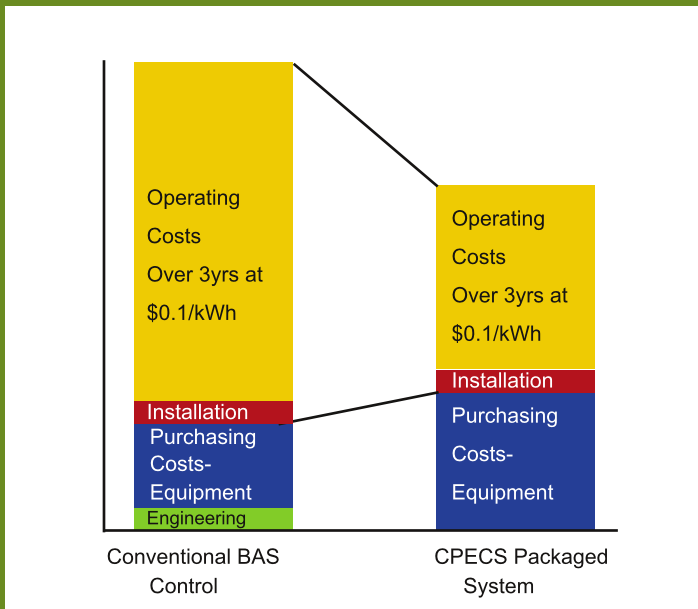 Operating
Costs
Over 3yrs at
$0.1/kWh
Installation
Purchasing
Costs-
Equipment
Engineering
Operating
Costs
Over 3yrs at
$0.1/kWh
Installation
Purchasing
Costs-
Equipment
Conventional BAS
Control
CPECS Packaged
System